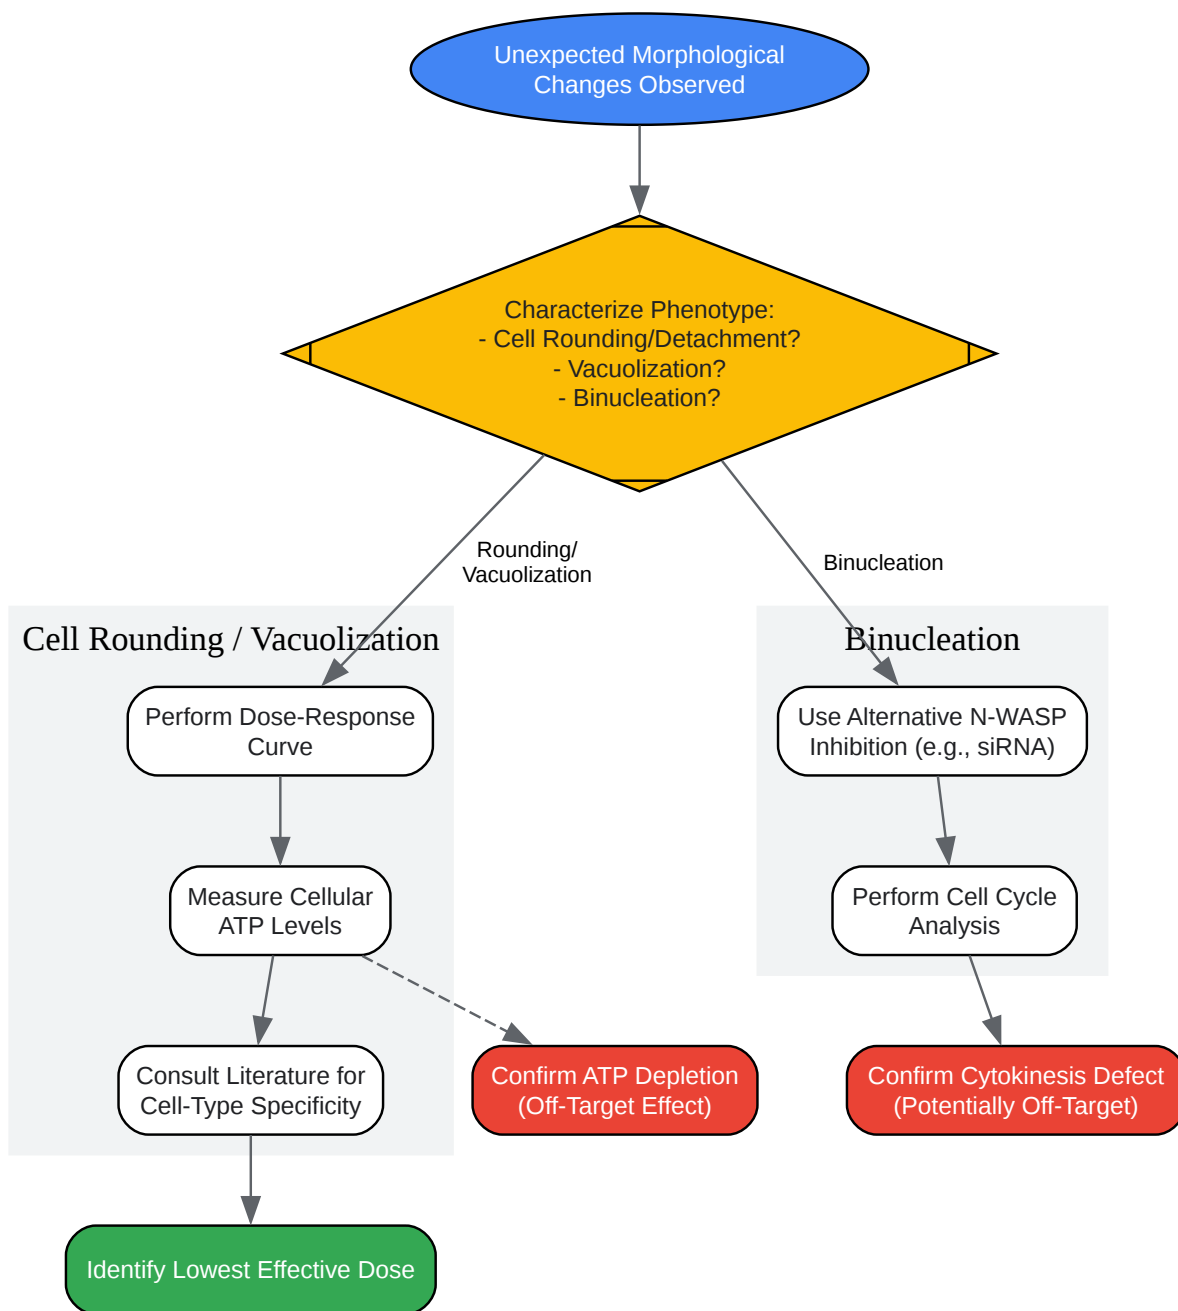 Unexpected Morphological
Changes Observed
Characterize Phenotype:
- Cell Rounding/Detachment?
- Vacuolization?
- Binucleation?
Rounding/
Vacuolization
Binucleation
Cell Rounding / Vacuolization
Binucleation
Perform Dose-Response
Curve
Use Alternative N-WASP
Inhibition (e.g., siRNA)
Measure Cellular
ATP Levels
Perform Cell Cycle
Analysis
Consult Literature for
Cell-Type Specificity
Confirm ATP Depletion
(Off-Target Effect)
Confirm Cytokinesis Defect
(Potentially Off-Target)
Identify Lowest Effective Dose